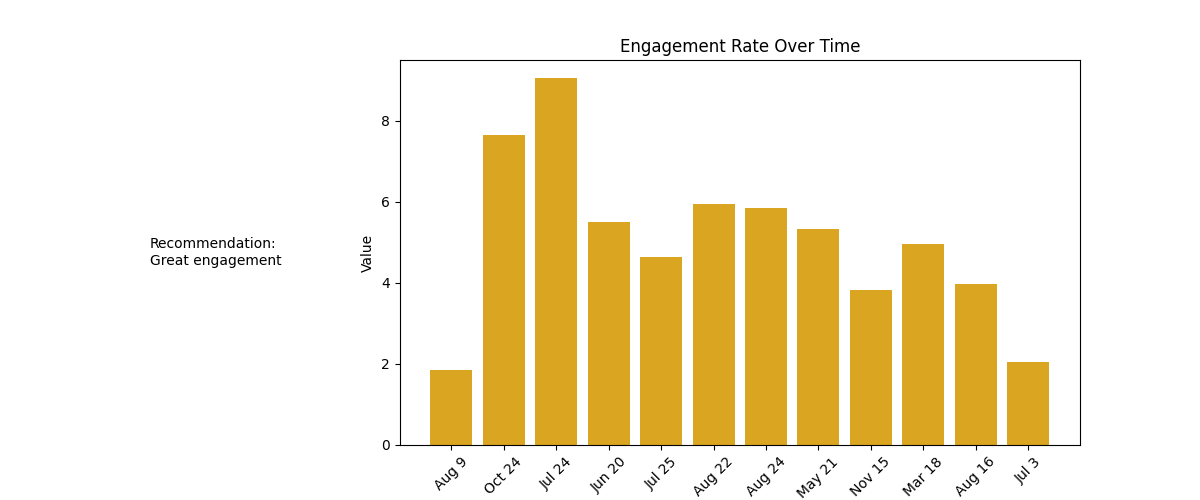 Engagement Rate Over Time
Recommendation:
Great engagement
Value
8
6
4
2
0
Aug 9
Oct 24
Jul 24
Jun 20
Jul 25
Aug 22
Aug 24
May 21
Nov 15
Mar 18
Aug 16
Jul 3